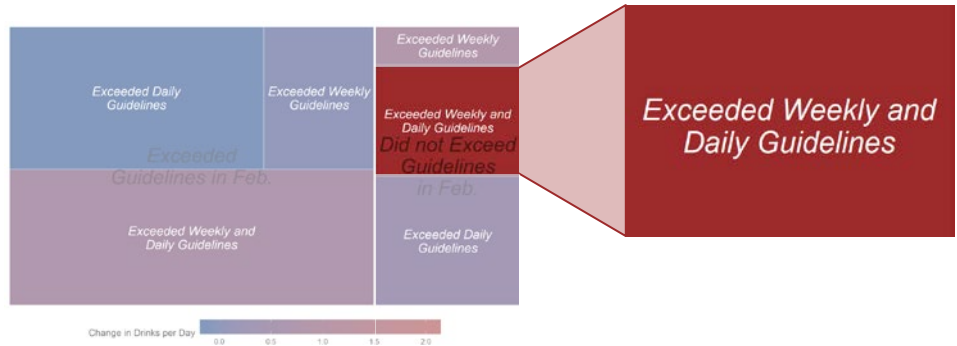 Exceeded Weekly
Guidelines
Exceeded Daily
Guidelines
Exceeded Weekly
Guidelines
Exceeded Weekly and
Daily Guidelines
Did not Exceed
Guidelines
in Feb.
Exceeded
Guidelines in Feb.
Exceeded Weekly and
Daily Guidelines
Exceeded Daily
Guidelines
Exceeded Weekly and
Daily Guidelines
Change in Drinks per Day
0.0 0.5 1.0 1.5 2.0